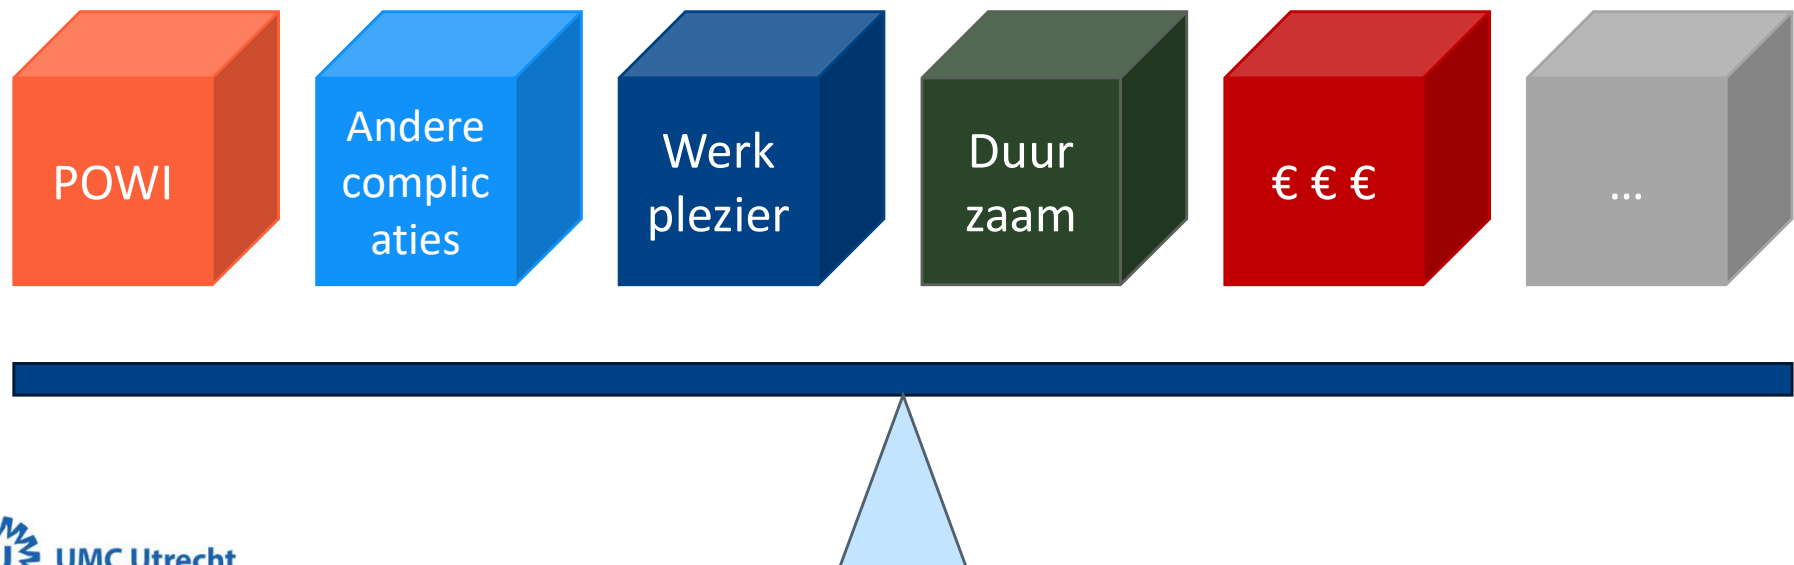 POWI
Andere
complic
aties
Werk
plezier
Duur
zaam
€ € €
...
UMC Utrecht